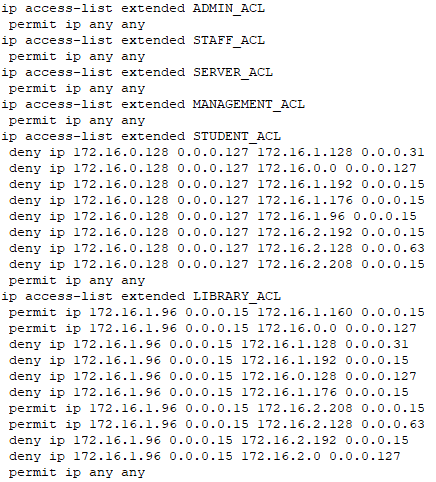 ip access-list extended ADMIN_ACL
 permit ip any any
ip access-list extended STAFF_ACL
 permit ip any any
ip access-list extended SERVER_ACL
 permit ip any any
ip access-list extended MANAGEMENT_ACL
 permit ip any any
ip access-list extended STUDENT_ACL
 deny ip 172.16.0.128 0.0.0.127 172.16.1.128 0.0.0.31
 deny ip 172.16.0.128 0.0.0.127 172.16.0.0 0.0.0.127
 deny ip 172.16.0.128 0.0.0.127 172.16.1.192 0.0.0.15
 deny ip 172.16.0.128 0.0.0.127 172.16.1.176 0.0.0.15
 deny ip 172.16.0.128 0.0.0.127 172.16.1.96 0.0.0.15
 deny ip 172.16.0.128 0.0.0.127 172.16.2.192 0.0.0.15
 deny ip 172.16.0.128 0.0.0.127 172.16.2.128 0.0.0.63
 deny ip 172.16.0.128 0.0.0.127 172.16.2.208 0.0.0.15
 permit ip any any
ip access-list extended LIBRARY_ACL
 permit ip 172.16.1.96 0.0.0.15 172.16.1.160 0.0.0.15
 permit ip 172.16.1.96 0.0.0.15 172.16.0.0 0.0.0.127
 deny ip 172.16.1.96 0.0.0.15 172.16.1.128 0.0.0.31
 deny ip 172.16.1.96 0.0.0.15 172.16.1.192 0.0.0.15
 deny ip 172.16.1.96 0.0.0.15 172.16.0.128 0.0.0.127
 deny ip 172.16.1.96 0.0.0.15 172.16.1.176 0.0.0.15
 permit ip 172.16.1.96 0.0.0.15 172.16.2.208 0.0.0.15
 permit ip 172.16.1.96 0.0.0.15 172.16.2.128 0.0.0.63
 deny ip 172.16.1.96 0.0.0.15 172.16.2.192 0.0.0.15
 deny ip 172.16.1.96 0.0.0.15 172.16.2.0 0.0.0.127
 permit ip any any